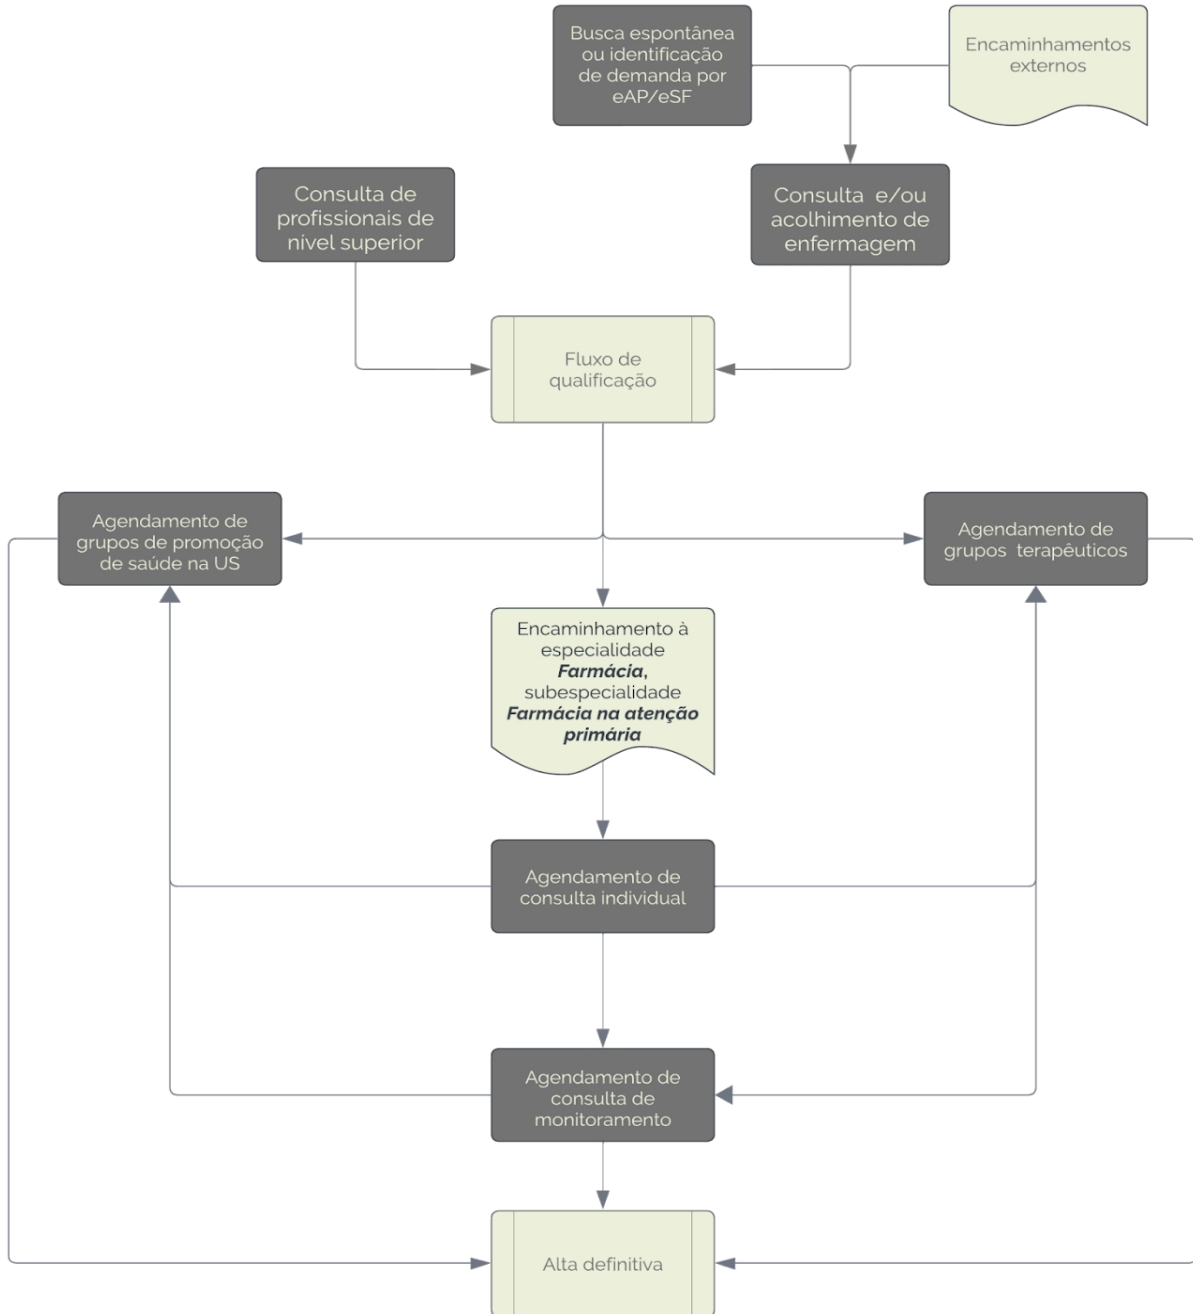 Busca espontânea
ou identificação
de demanda por
eAP/eSF
Encaminhamentos
externos
Consulta de
profissionais de
nível superior
Consulta e/ou
acolhimento de
enfermagem
Fluxo de
qualificação
Agendamento de
grupos de promoção
de saúde na US
Agendamento de
grupos terapêuticos
Encaminhamento à
especialidade
Farmácia,
subespecialidade
Farmácia na atenção
primária
Agendamento de
consulta individual
Agendamento de
consulta de
monitoramento
Alta definitiva